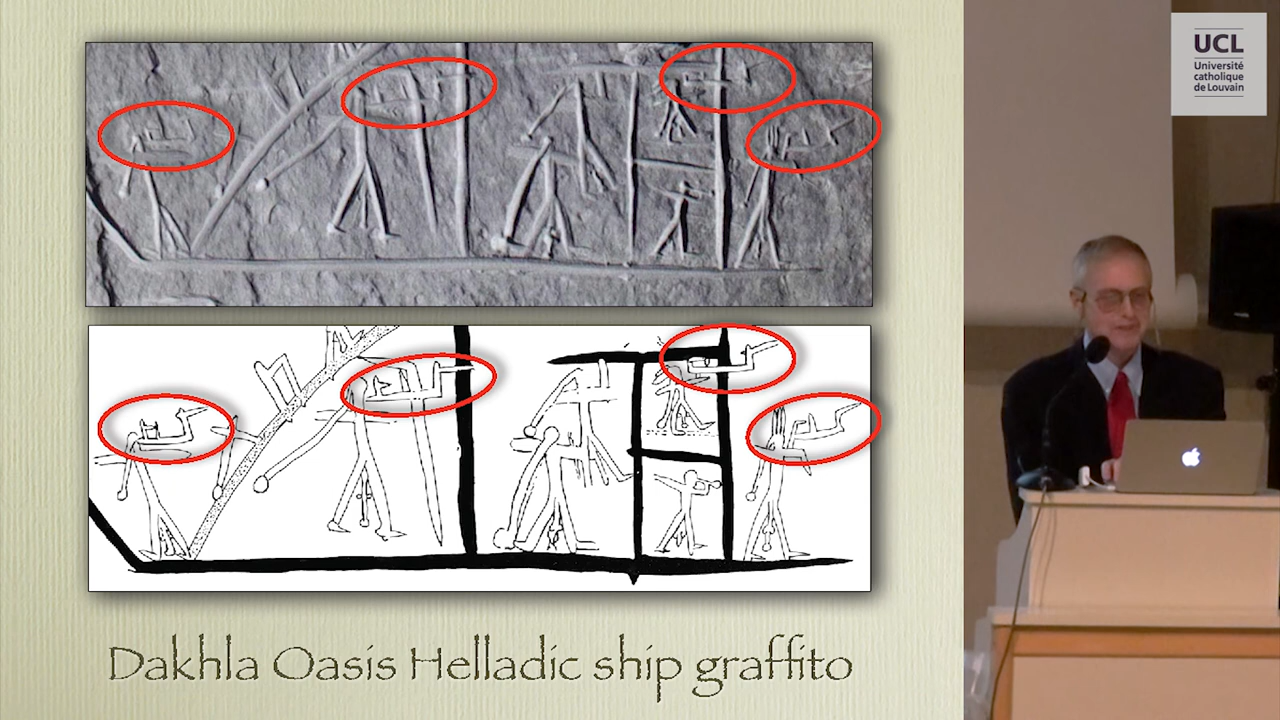 UCL
Université
catholique
de Louvain
Dakhla Oasis Helladic ship graffito